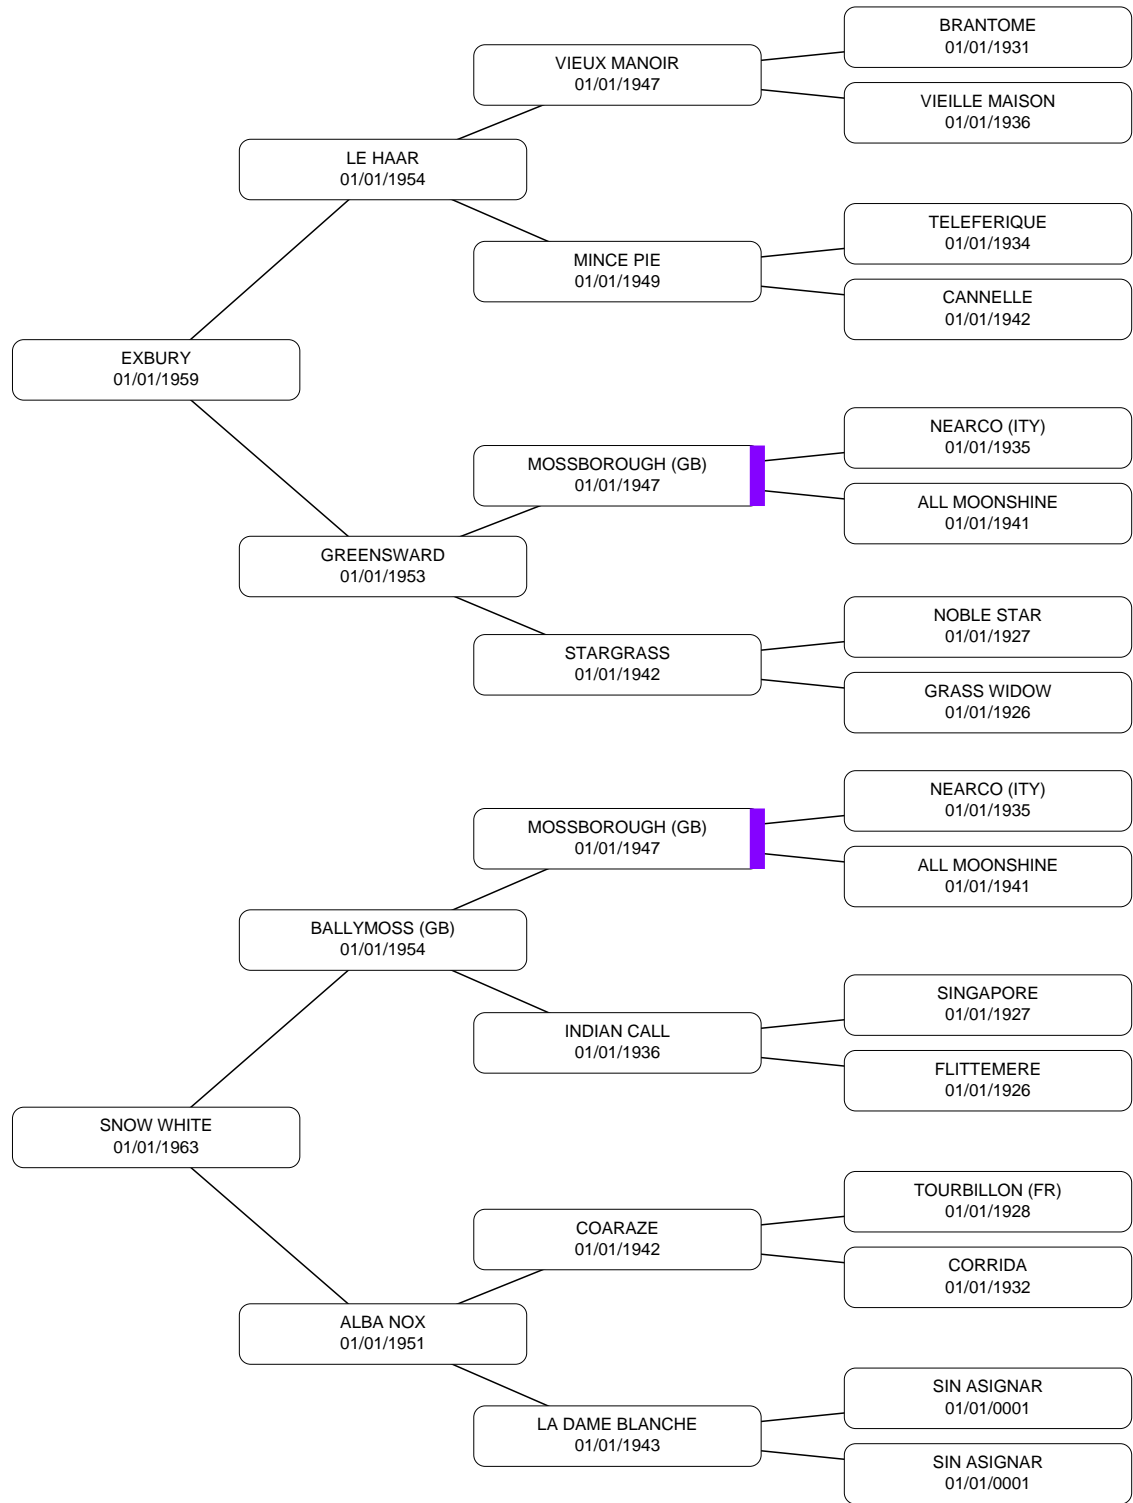 BRANTOME
01/01/1931
VIEUX MANOIR
01/01/1947
VIEILLE MAISON
01/01/1936
LE HAAR
01/01/1954
TELEFERIQUE
01/01/1934
MINCE PIE
01/01/1949
CANNELLE
01/01/1942
EXBURY
01/01/1959
NEARCO (ITY)
01/01/1935
MOSSBOROUGH (GB)
01/01/1947
ALL MOONSHINE
01/01/1941
GREENSWARD
01/01/1953
NOBLE STAR
01/01/1927
STARGRASS
01/01/1942
GRASS WIDOW
01/01/1926
NEARCO (ITY)
01/01/1935
MOSSBOROUGH (GB)
01/01/1947
ALL MOONSHINE
01/01/1941
BALLYMOSS (GB)
01/01/1954
SINGAPORE
01/01/1927
INDIAN CALL
01/01/1936
FLITTEMERE
01/01/1926
SNOW WHITE
01/01/1963
TOURBILLON (FR)
01/01/1928
COARAZE
01/01/1942
CORRIDA
01/01/1932
ALBA NOX
01/01/1951
SIN ASIGNAR
01/01/0001
LA DAME BLANCHE
01/01/1943
SIN ASIGNAR
01/01/0001